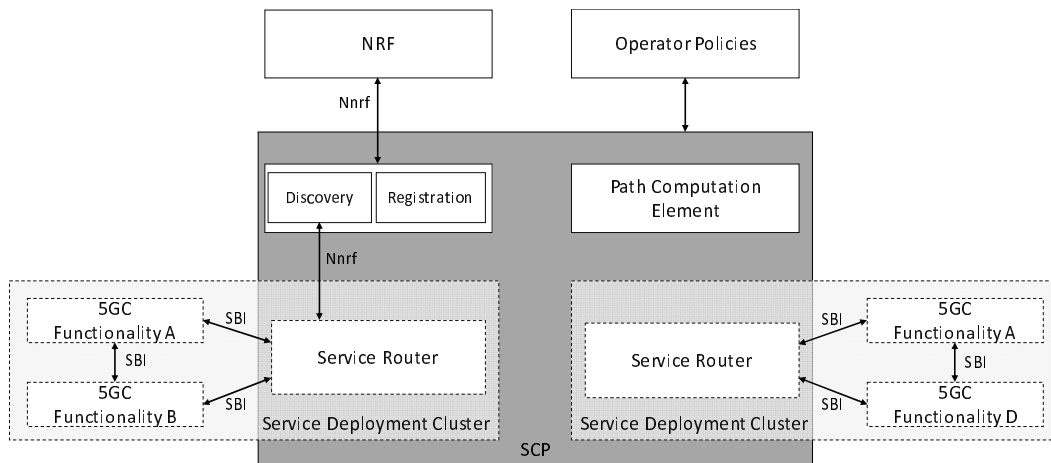 NRF
Operator Policies
Nnrf
Discovery
Registration
Path Computation
Element
Nnrf
5GC
Functionality A
SBI
SBI
5GC
Functionality B
SBI
Service Router
Service Deployment Cluster
Service Router
Service Deployment Cluster
SBI
5GC
Functionality A
SBI
SBI
5GC
Functionality D
SCP